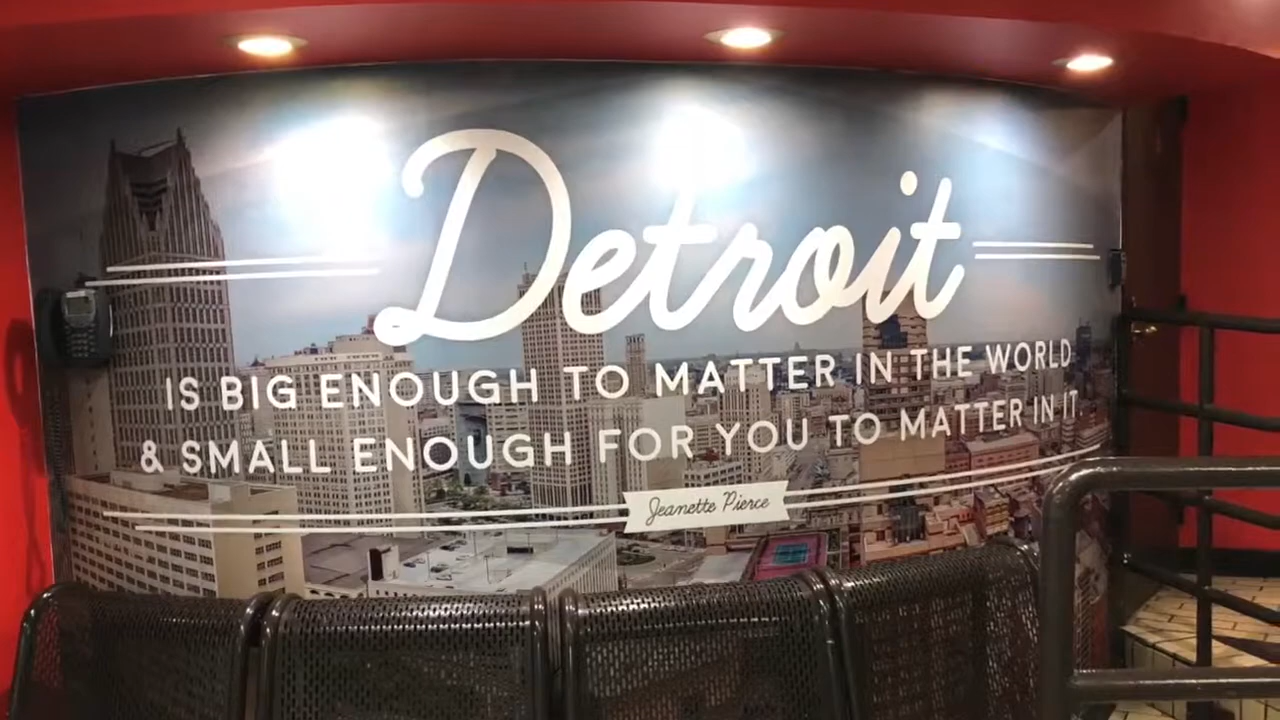 Detroit
IS BIG ENOUGH TO MATTER IN THE WORLD
& SMALL ENOUGH FOR YOU TO MATTER IN IT.
Jeanette Pierce